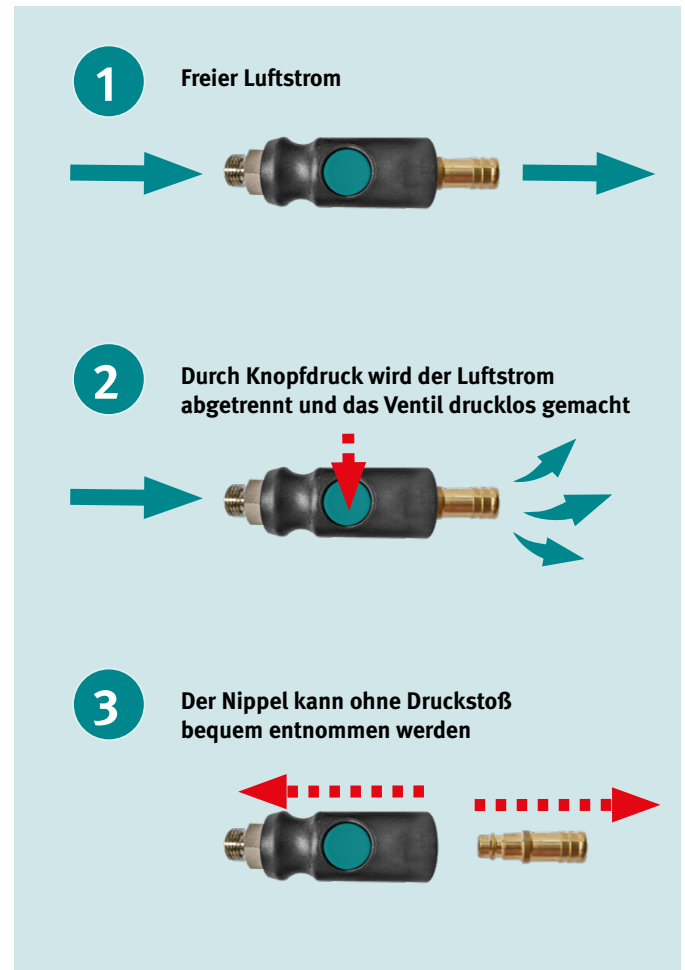 1
Freier Luftstrom
2
Durch Knopfdruck wird der Luftstrom
abgetrennt und das Ventil drucklos gemacht
3
Der Nippel kann ohne Druckstoß
bequem entnommen werden